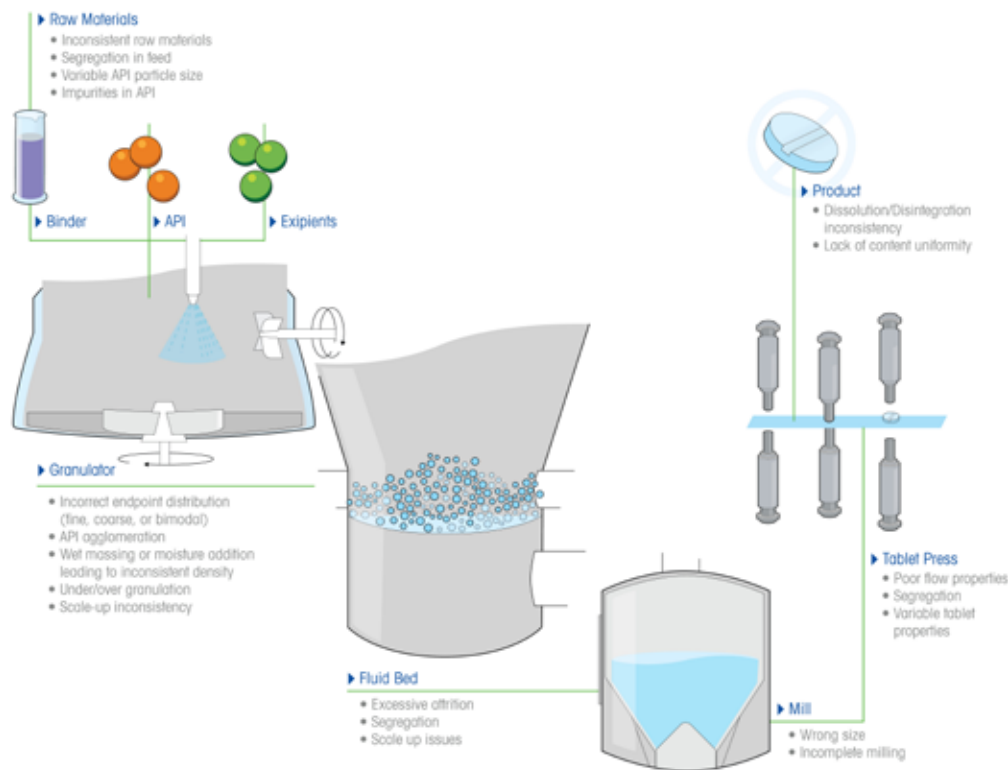 Raw Materials
• Inconsistent raw materials
• Segregation in feed
• Variable API particle size
• Impurities in API
Binder
API
Exipients
Product
• Dissolution/Disintegration
inconsistency
• Lack of content uniformity
Granulator
• Incorrect endpoint distribution
(fine, coarse, or bimodal)
• API agglomeration
• Wet massing or moisture addition
leading to inconsistent density
• Under/over granulation
• Scale-up inconsistency
Tablet Press
• Poor flow properties
• Segregation
• Variable tablet
properties
Fluid Bed
• Excessive attrition
• Segregation
• Scale up issues
Mill
• Wrong size
• Incomplete milling